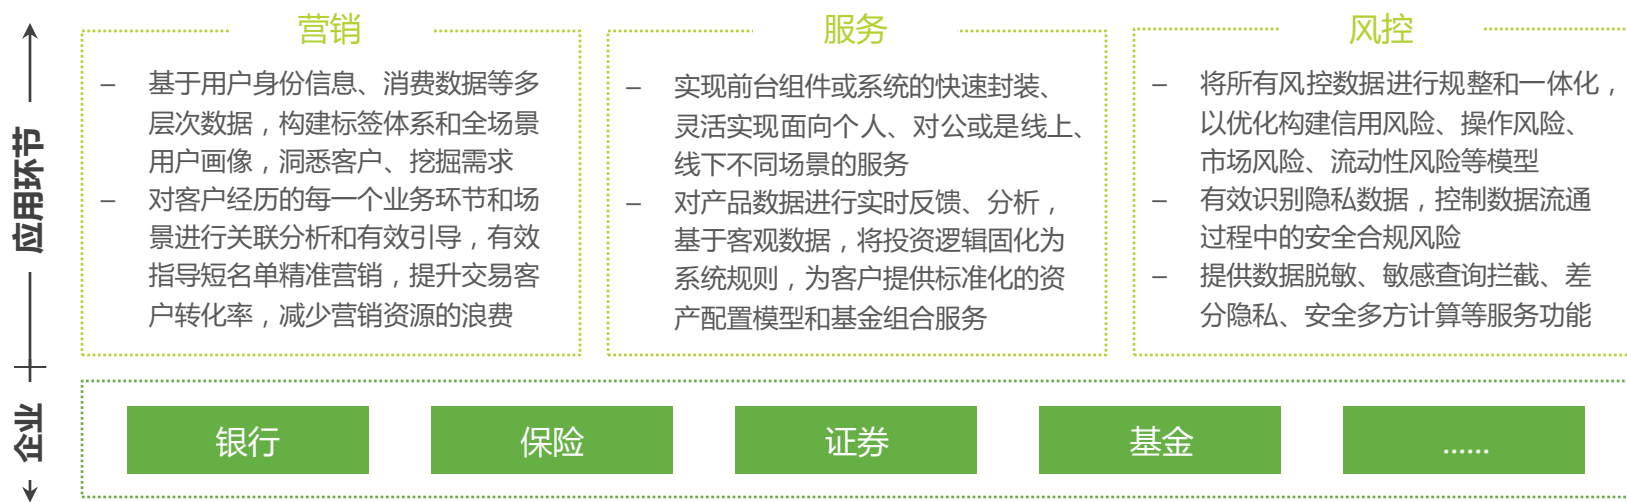 应用环节
营销
– 基于用户身份信息、消费数据等多
层次数据，构建标签体系和全场景
用户画像，洞悉客户、挖掘需求
– 对客户经历的每一个业务环节和场
景进行关联分析和有效引导，有效
指导短名单精准营销，提升交易客
户转化率，减少营销资源的浪费
服务
– 实现前台组件或系统的快速封装、
灵活实现面向个人、对公或是线上、
线下不同场景的服务
– 对产品数据进行实时反馈、分析，
基于客观数据，将投资逻辑固化为
系统规则，为客户提供标准化的资
产配置模型和基金组合服务
风控
– 将所有风控数据进行规整和一体化，
以优化构建信用风险、操作风险、
市场风险、流动性风险等模型
– 有效识别隐私数据，控制数据流通
过程中的安全合规风险
– 提供数据脱敏、敏感查询拦截、差
分隐私、安全多方计算等服务功能
企业
银行
保险
证券
基金
……